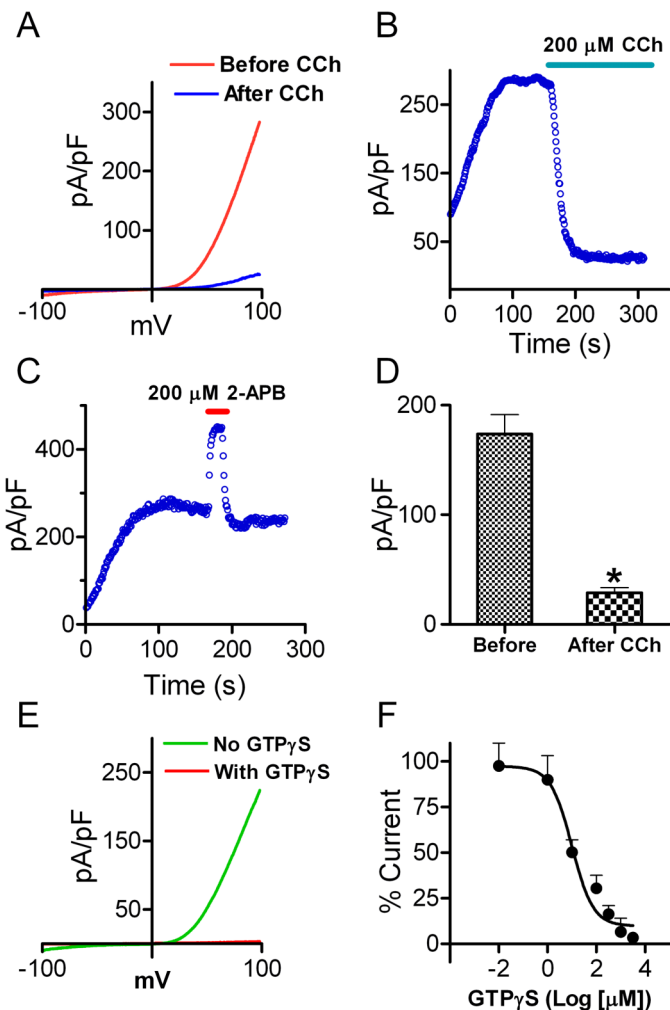 A
Before CCh
After CCh
300
200
100
pA/pF
-100
100
mV
B
200 μM CCh
250
150
50
pA/pF
0
100
200
300
Time (s)
C
200 μM 2-APB
400
200
0
pA/pF
0
100
200
300
Time (s)
D
200
100
0
pA/pF
*
Before
After CCh
E
No GTPγS
With GTPγS
250
150
50
pA/pF
-100
100
mV
F
100
75
50
25
0
% Current
-2
0
2
4
GTPγS (Log [μM])